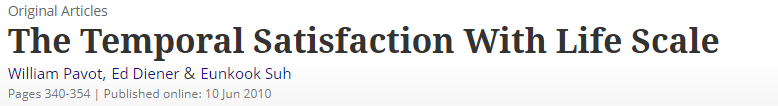 Original Articles
The Temporal Satisfaction With Life Scale
William Pavot, Ed Diener & Eunkook Suh
Pages 340-354 | Published online: 10 Jun 2010